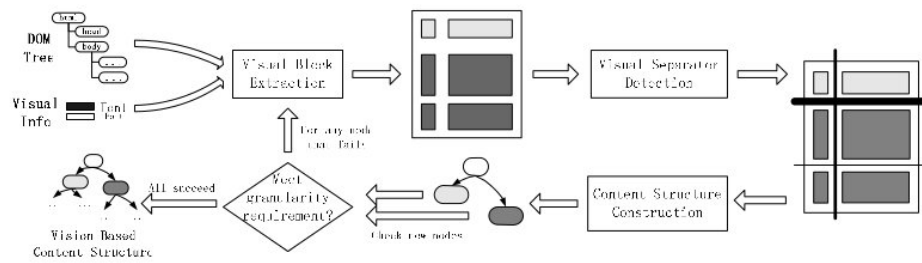 html
head
body
DOM
Tree
..
...
Visual
Info
Font
Visual Block
Extraction
Visual Separator
Detection
For any node
that fails
All succeed
Meet
granularity
requirement?
Check new nodes
Content Structure
Construction
... ...
Vision Based
Content Structure